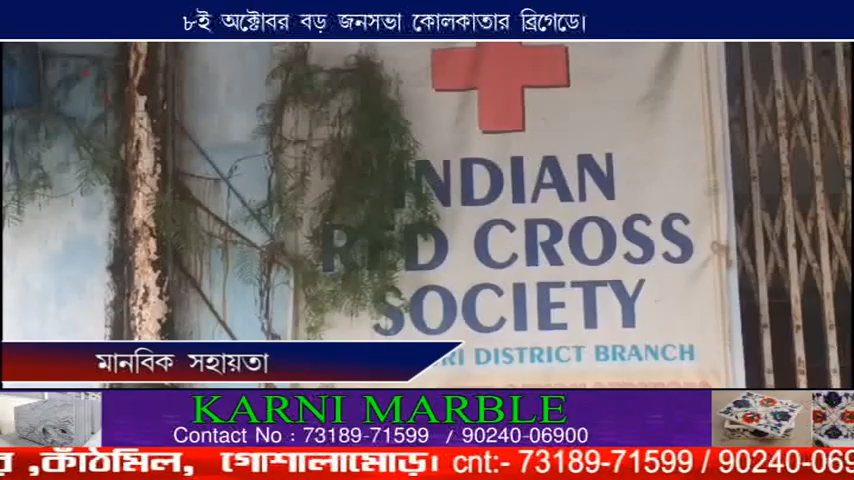 ৮ই অক্টোবর বড় জনসভা কোলকাতার ব্রিগেডে।
INDIAN
RED CROSS
SOCIETY
DISTRICT BRANCH
মানবিক সহায়তা
KARNI MARBLE
Contact No : 73189-71599 / 90240-06900
র ,কাঁঠমিল, গোশালামোড়। cnt:- 73189-71599 / 90240-069